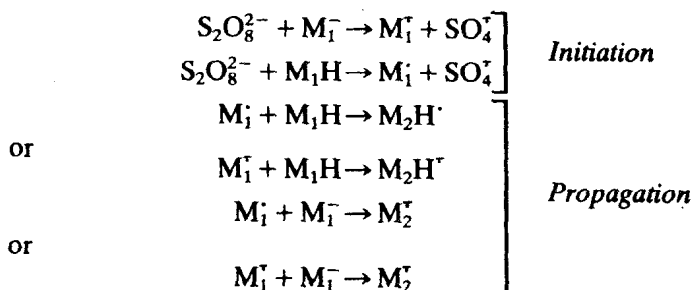 S₂O₈²⁻ + M₁⁻ → M₁∸ + SO₄∸
Initiation
S₂O₈²⁻ + M₁H → M₁· + SO₄∸
M₁· + M₁H → M₂H·
or
M₁∸ + M₁H → M₂H∸
Propagation
M₁· + M₁⁻ → M₂∸
or
M₁∸ + M₁⁻ → M₂∸